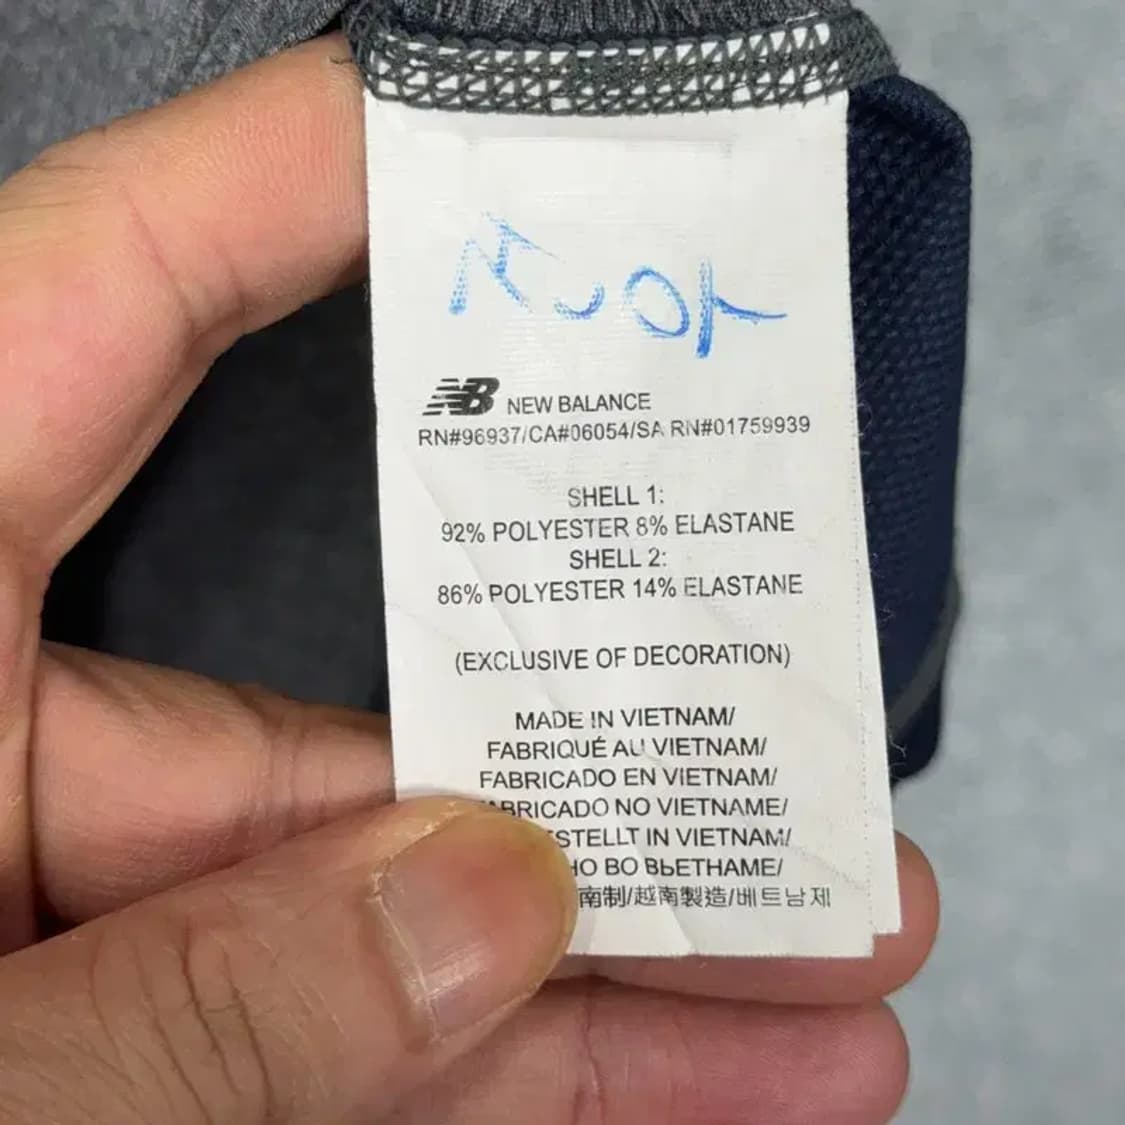 NB NEW BALANCE
RN#96937/CA#06054/SA RN#01759939
SHELL 1:
92% POLYESTER 8% ELASTANE
SHELL 2:
86% POLYESTER 14% ELASTANE
(EXCLUSIVE OF DECORATION)
MADE IN VIETNAM/
FABRIQUÉ AU VIETNAM/
FABRICADO EN VIETNAM/
ABRICADO NO VIETNAME/
ESTELLT IN VIETNAM/
НО ВО ВЬЕТНАМЕ/
南制/越南製造/베트남제